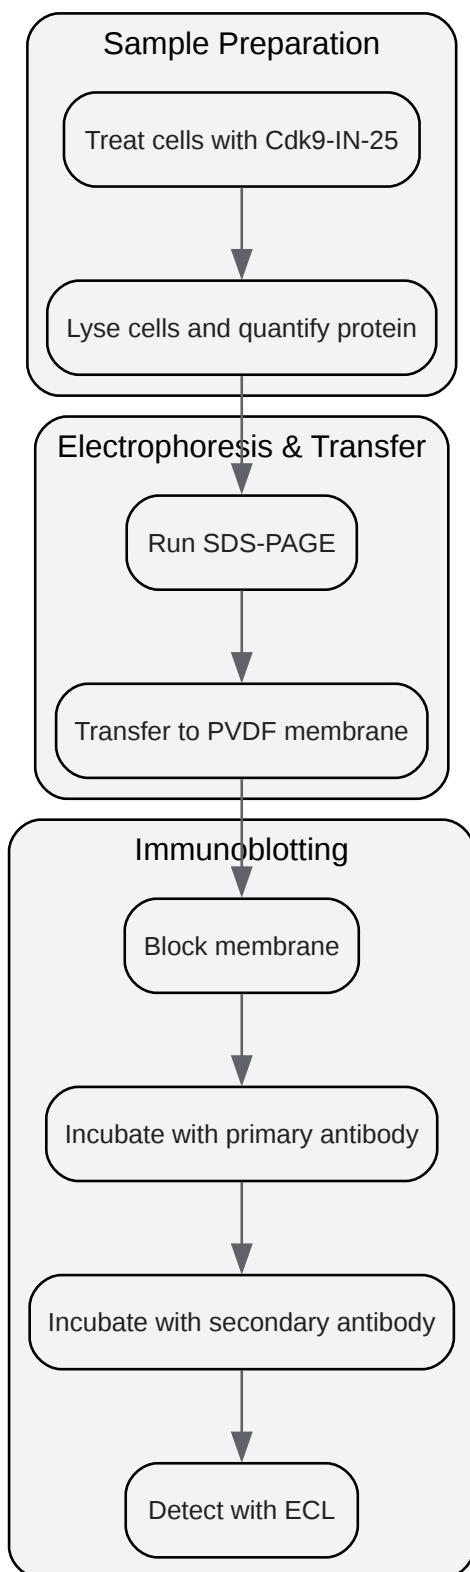 Sample Preparation
Treat cells with Cdk9-IN-25
Lyse cells and quantify protein
Electrophoresis & Transfer
Run SDS-PAGE
Transfer to PVDF membrane
Immunoblotting
Block membrane
Incubate with primary antibody
Incubate with secondary antibody
Detect with ECL